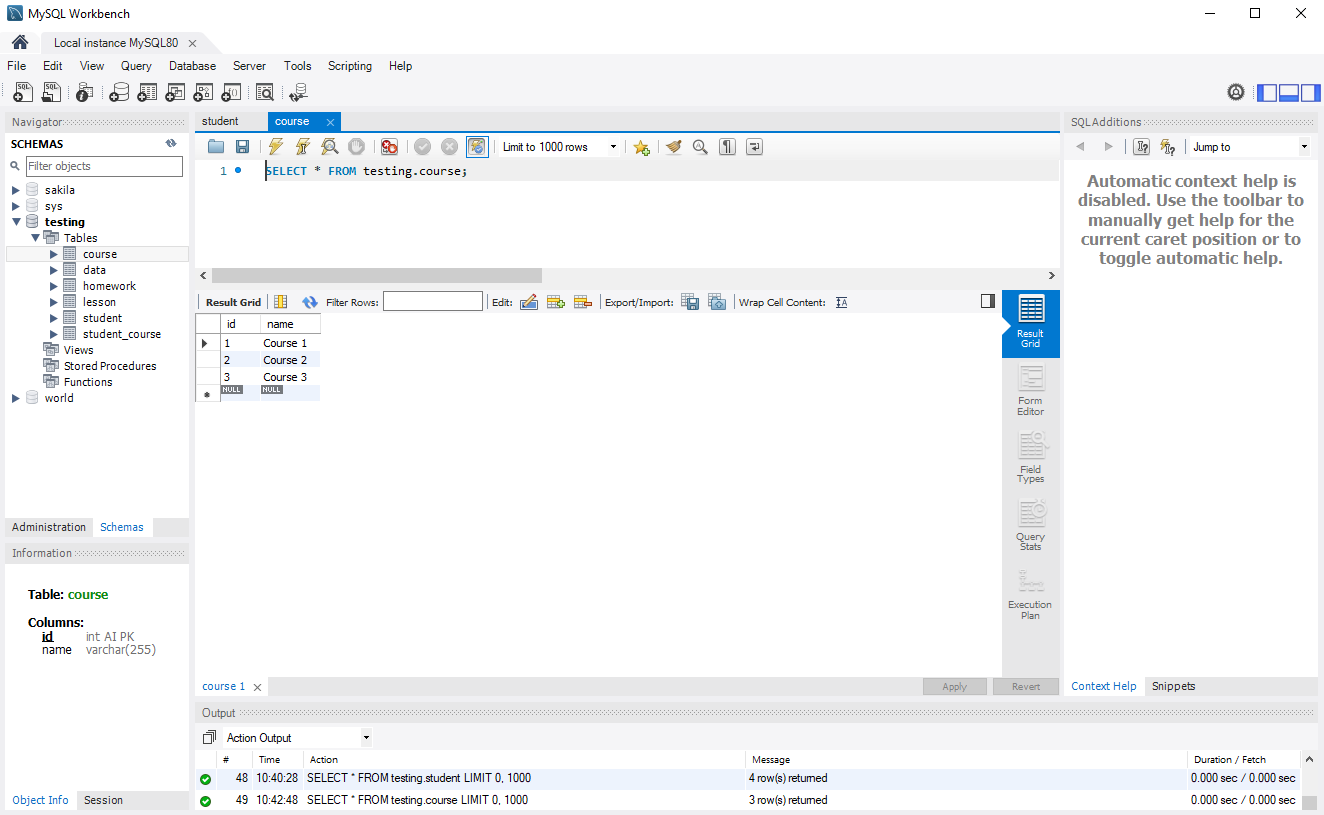 MySQL Workbench
Local instance MySQL80
File Edit View Query Database Server Tools Scripting Help
Navigator
SCHEMAS
Filter objects
sakila
sys
testing
Tables
course
data
homework
lesson
student
student_course
Views
Stored Procedures
Functions
world
Administration Schemas
Information
Table: course
Columns:
id int AI PK
name varchar(255)
Object Info Session
student course
Limit to 1000 rows
1 SELECT * FROM testing.course;
Result Grid Filter Rows: Edit: Export/Import: Wrap Cell Content: IA
id name
1 Course 1
2 Course 2
3 Course 3
NULL NULL
Result
Grid
Form
Editor
Field
Types
Query
Stats
Execution
Plan
course 1 Apply Revert
SQLAdditions
Jump to
Automatic context help is
disabled. Use the toolbar to
manually get help for the
current caret position or to
toggle automatic help.
Context Help Snippets
Output
Action Output
# Time Action Message Duration / Fetch
48 10:40:28 SELECT * FROM testing.student LIMIT 0, 1000 4 row(s) returned 0.000 sec / 0.000 sec
49 10:42:48 SELECT * FROM testing.course LIMIT 0, 1000 3 row(s) returned 0.000 sec / 0.000 sec